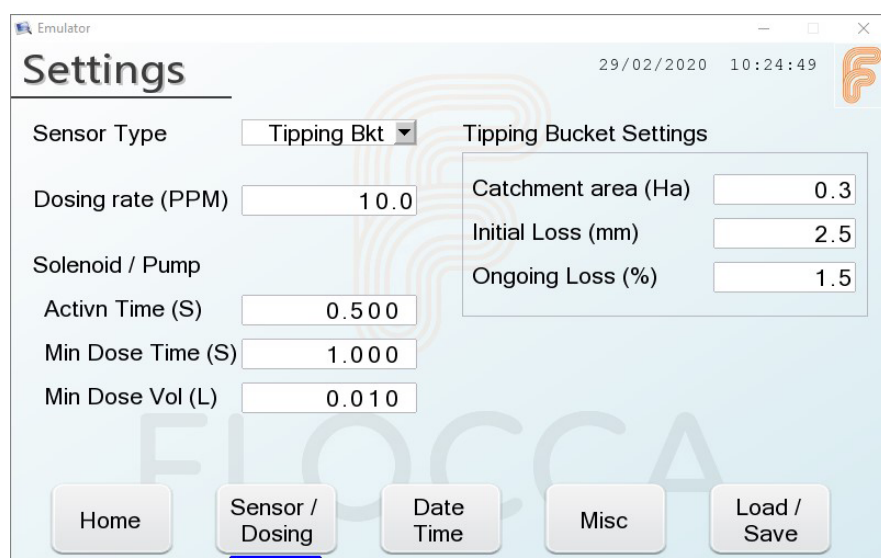 Emulator
Settings
29/02/2020 10:24:49
Sensor Type
Tipping Bkt
Tipping Bucket Settings
Dosing rate (PPM)
10.0
Catchment area (Ha)
0.3
Initial Loss (mm)
2.5
Ongoing Loss (%)
1.5
Solenoid / Pump
Activn Time (S)
0.500
Min Dose Time (S)
1.000
Min Dose Vol (L)
0.010
FLOCCA
Home
Sensor /
Dosing
Date
Time
Misc
Load /
Save